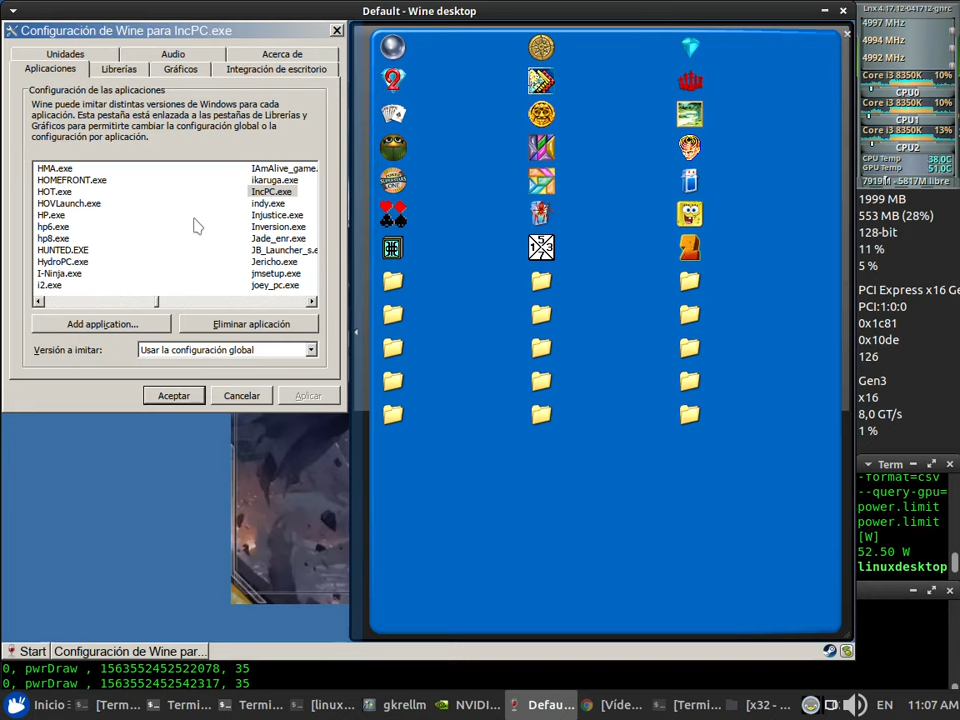 Default - Wine desktop
Configuración de Wine para IncPC.exe
Unidades
Audio
Acerca de
Aplicaciones
Librerías
Gráficos
Integración de escritorio
Configuración de las aplicaciones
Wine puede imitar distintas versiones de Windows para cada
aplicación. Esta pestaña está enlazada a las pestañas de Librerías y
Gráficos para permitirte cambiar la configuración global o la
configuración por aplicación.
HMA.exe
HOMEFRONT.exe
HOT.exe
HOVLaunch.exe
HP.exe
hp6.exe
hp8.exe
HUNTED.EXE
HydroPC.exe
I-Ninja.exe
i2.exe
IAmAlive_game.
ikaruga.exe
IncPC.exe
indy.exe
Injustice.exe
Inversion.exe
Jade_enr.exe
JB_Launcher_s.e
Jericho.exe
jmsetup.exe
joey_pc.exe
Add application...
Eliminar aplicación
Versión a imitar:
Usar la configuración global
Aceptar
Cancelar
Aplicar
Lnx 4.17.12-041712-gnrc
4997 MHz
4994 MHz
4992 MHz
Core i3 8350K 10%
CPU0
Core i3 8350K 10%
CPU1
Core i3 8350K 13%
CPU2
CPU Temp 38,0C
GPU Temp 51,0C
7919M - 5817M libre
1999 MB
553 MB (28%)
128-bit
11 %
5 %
PCI Express x16 Ge
PCI:1:0:0
0x1c81
0x10de
126
Gen3
x16
8,0 GT/s
1 %
Term
-format=csv
--query-gpu=
power.limit
power.limit
[W]
52.50 W
linuxdesktop
Start
Configuración de Wine par...
0, pwrDraw , 1563552452522078, 35
0, pwrDraw , 1563552452542317, 35
Inicio
[Term...
Termi...
Termi...
[linux...
gkrellm
NVIDI...
Defau...
[Víde...
[Termi...
[x32 - ...
EN
11:07 AM